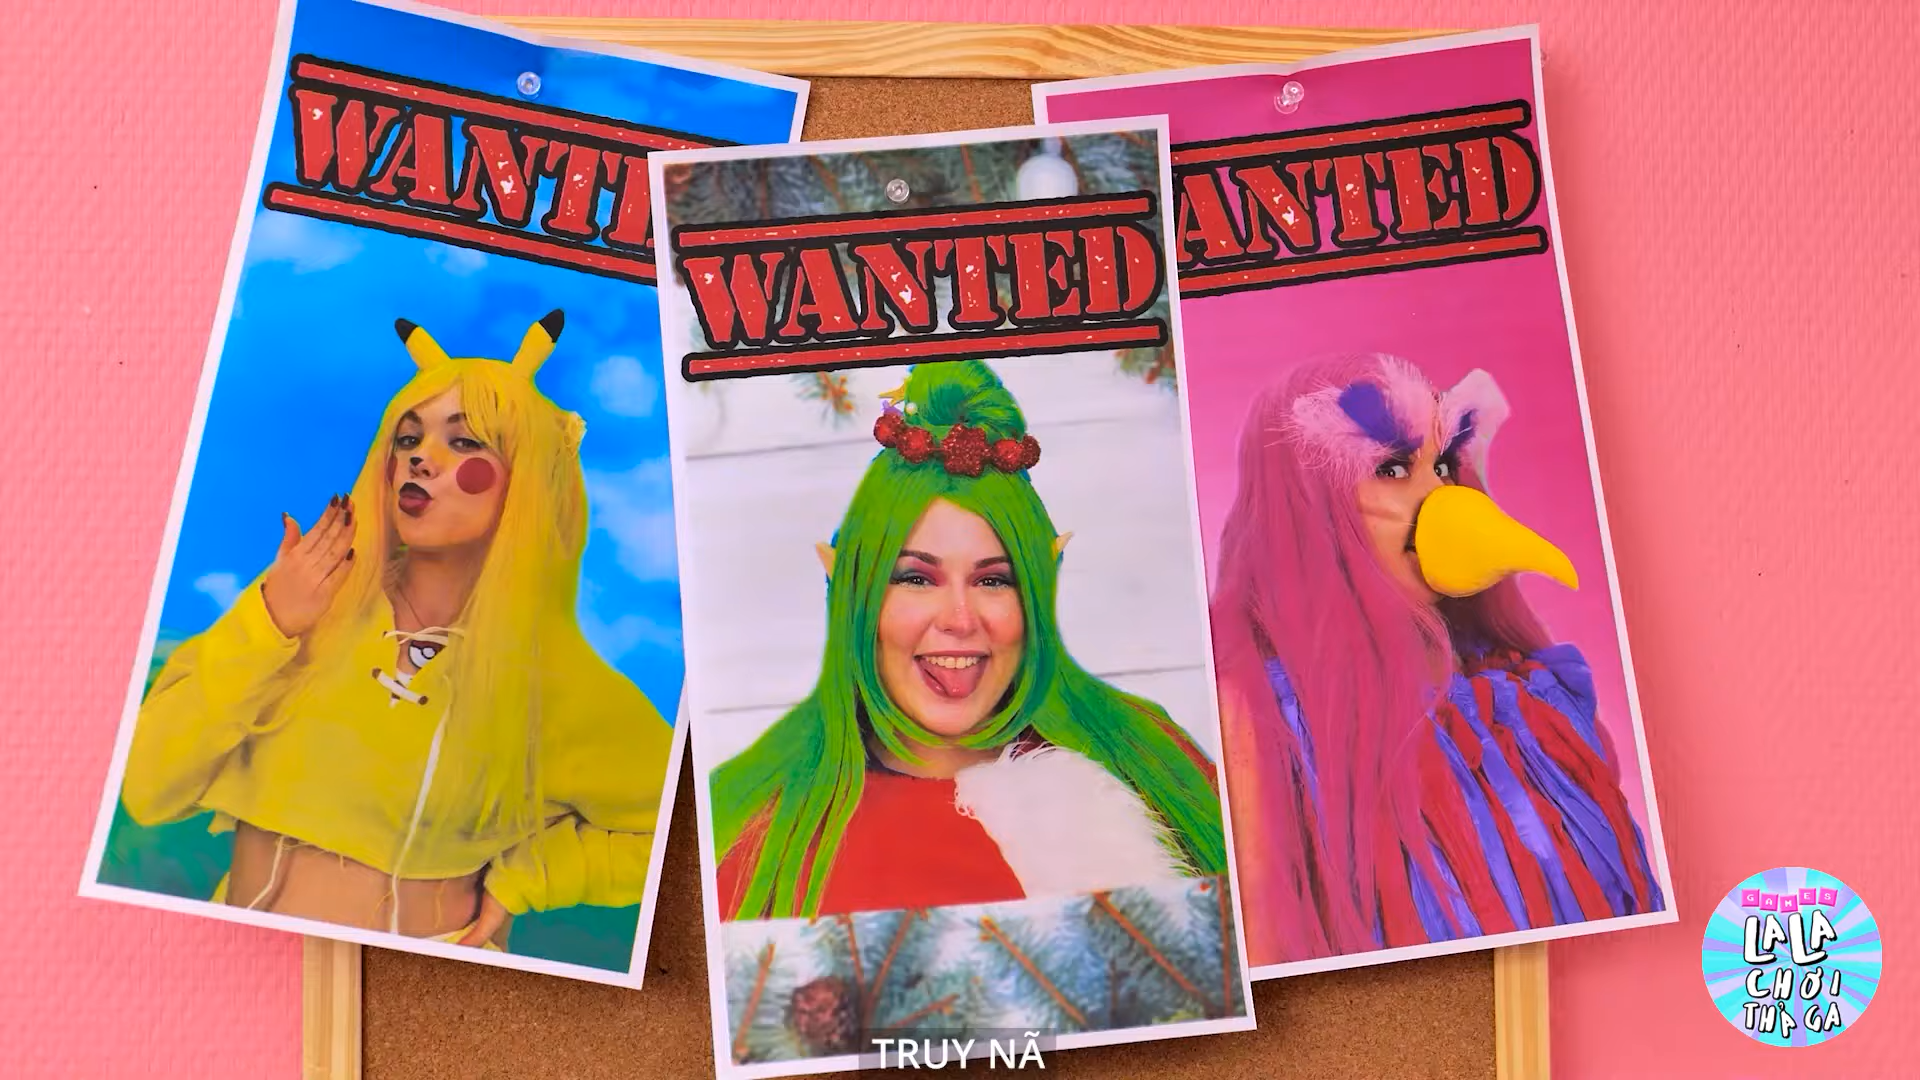 WANTED
WANTED
WANTED
GAMES
LA LA
CHƠI
THẢ GA
TRUY NÃ